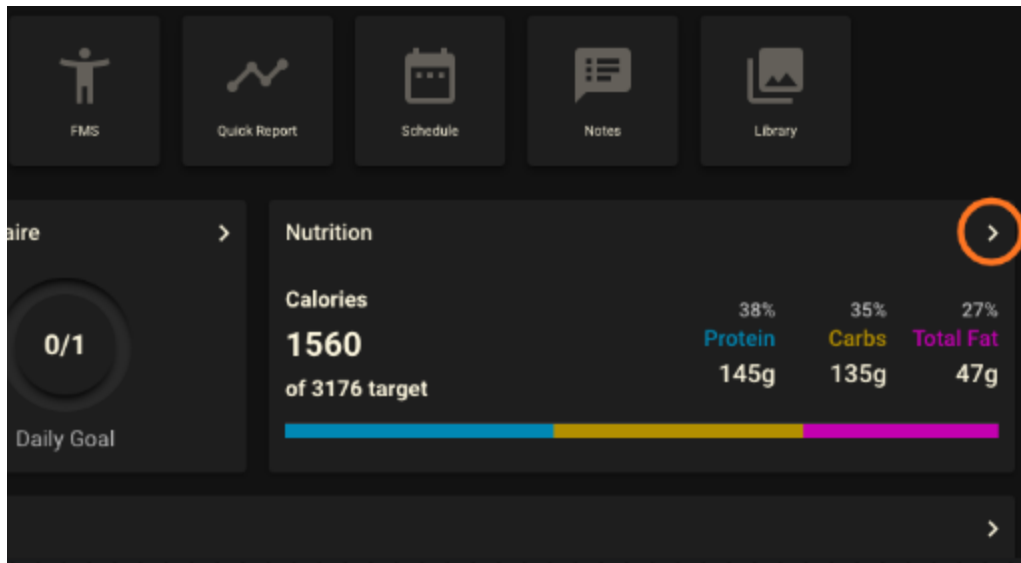 FMS
Quick Report
Schedule
Notes
Library
aire
Nutrition
0/1
Daily Goal
Calories
1560
of 3176 target
38% 35% 27%
Protein Carbs Total Fat
145g 135g 47g